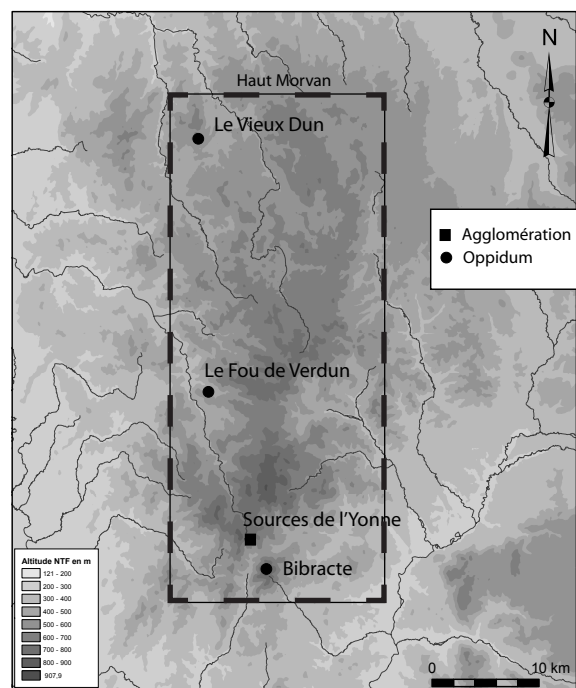 Haut Morvan
N
Le Vieux Dun
■ Agglomération
● Oppidum
Le Fou de Verdun
Sources de l'Yonne
Bibracte
Altitude NTF en m
121 - 200
200 - 300
300 - 400
400 - 500
500 - 600
600 - 700
700 - 800
800 - 900
907,9
0 10 km